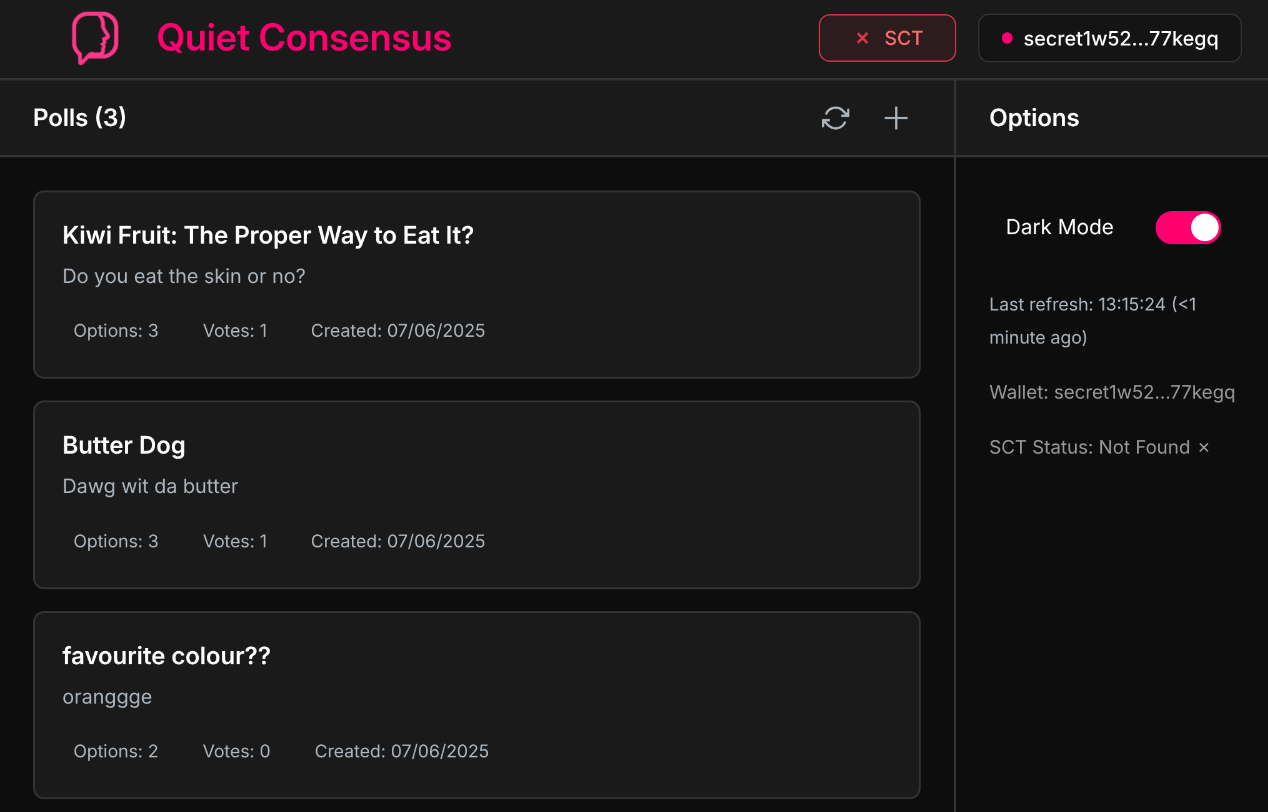 Quiet Consensus
× SCT
secret1w52...77kegq
Polls (3)
Options
Kiwi Fruit: The Proper Way to Eat It?
Do you eat the skin or no?
Options: 3 Votes: 1 Created: 07/06/2025
Butter Dog
Dawg wit da butter
Options: 3 Votes: 1 Created: 07/06/2025
favourite colour??
oranggge
Options: 2 Votes: 0 Created: 07/06/2025
Dark Mode
Last refresh: 13:15:24 (<1
minute ago)
Wallet: secret1w52...77kegq
SCT Status: Not Found ×